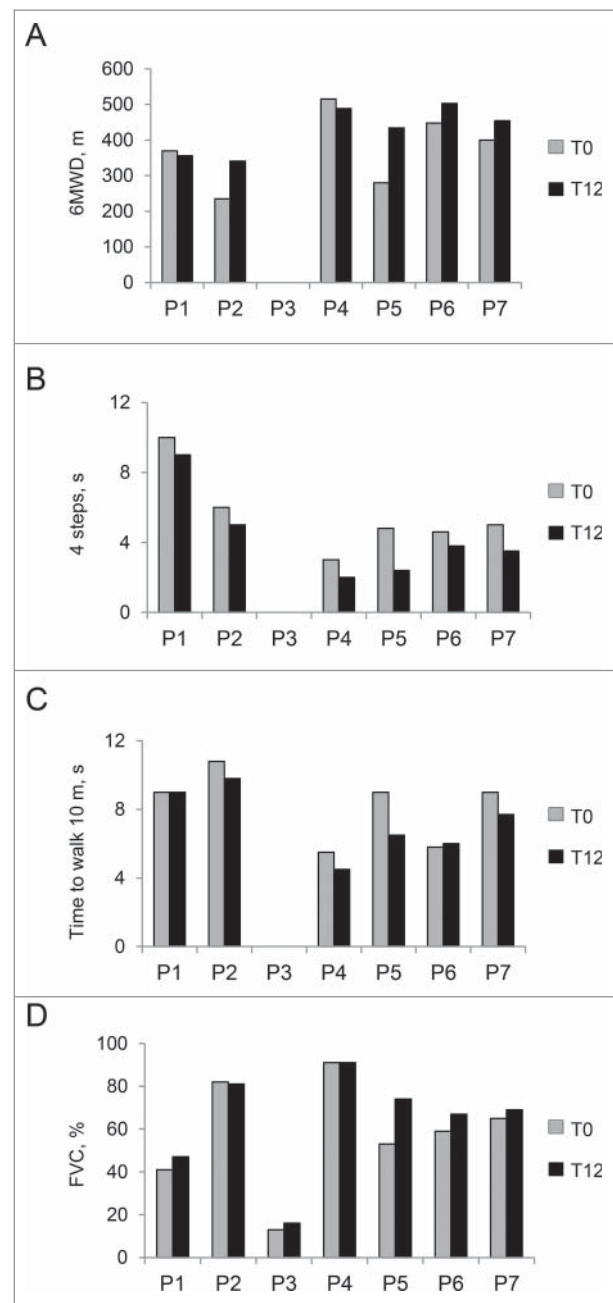 A
600
500
400
300
200
100
0
6MWD, m
P1 P2 P3 P4 P5 P6 P7
T0
T12
B
12
8
4
0
4 steps, s
P1 P2 P3 P4 P5 P6 P7
T0
T12
C
12
8
4
0
Time to walk 10 m, s
P1 P2 P3 P4 P5 P6 P7
T0
T12
D
100
80
60
40
20
0
FVC, %
P1 P2 P3 P4 P5 P6 P7
T0
T12